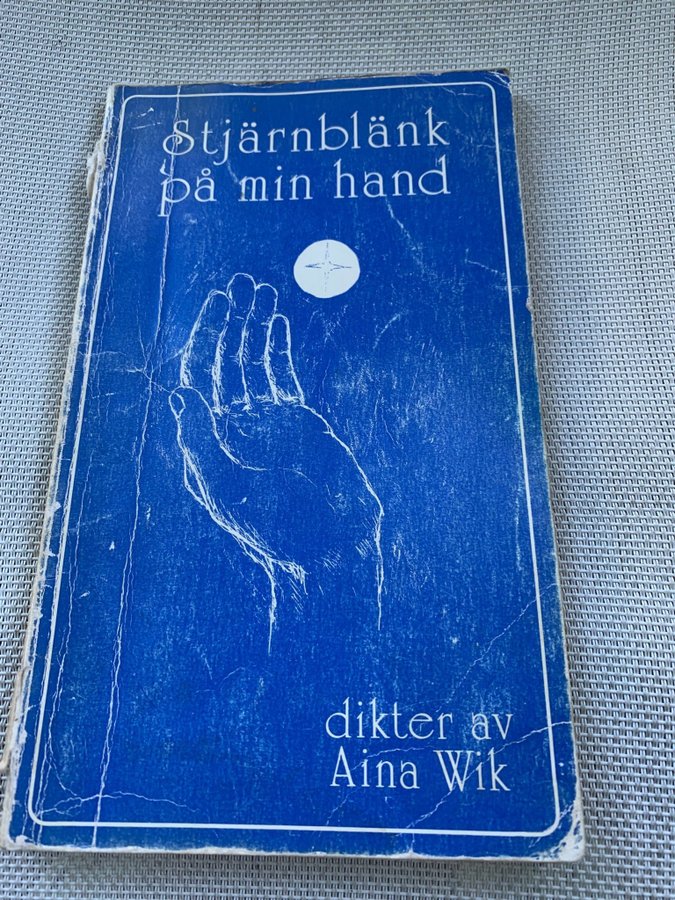 Stjärnblänk
på min hand
dikter av
Aina Wik